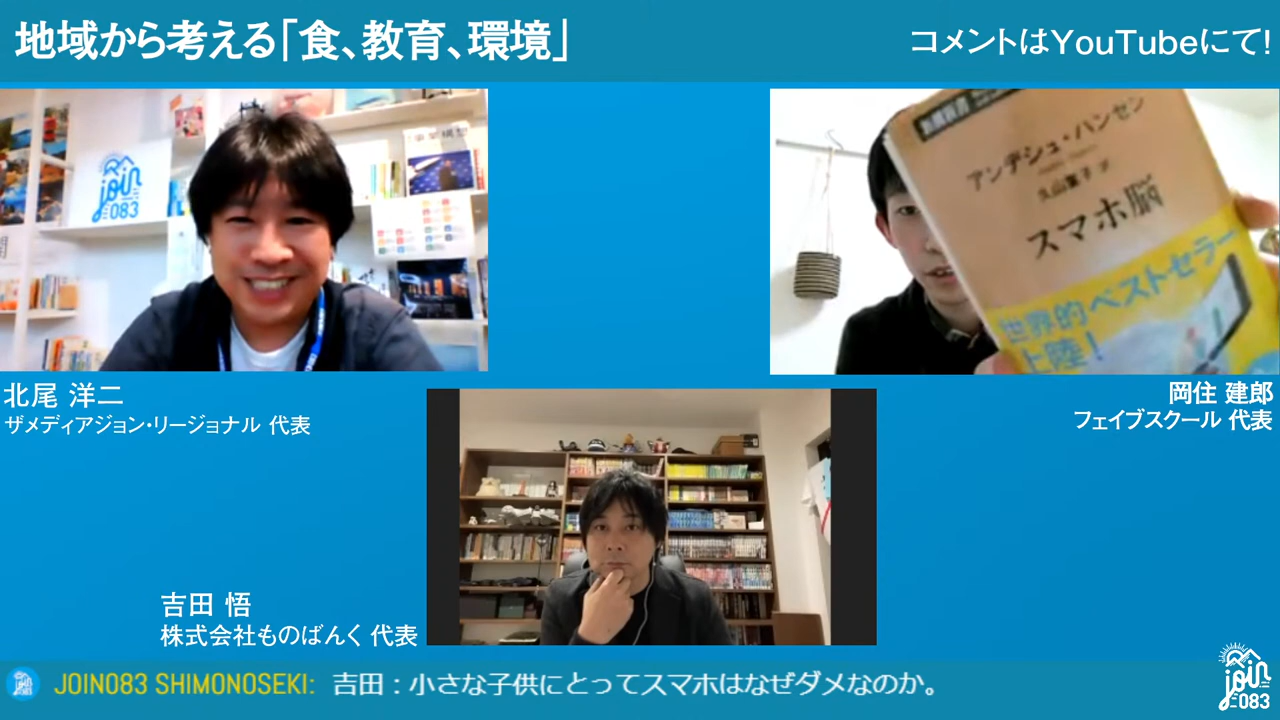 地域から考える「食、教育、環境」
コメントはYouTubeにて!
join
083
アンデシュ・ハンセン
久山葉子 訳
スマホ脳
世界的ベストセラー
上陸!
北尾 洋二
ザメディアジョン・リージョナル 代表
岡住 建郎
フェイブスクール 代表
吉田 悟
株式会社ものばんく 代表
JOIN083 SHIMONOSEKI: 吉田:小さな子供にとってスマホはなぜダメなのか。
join
083